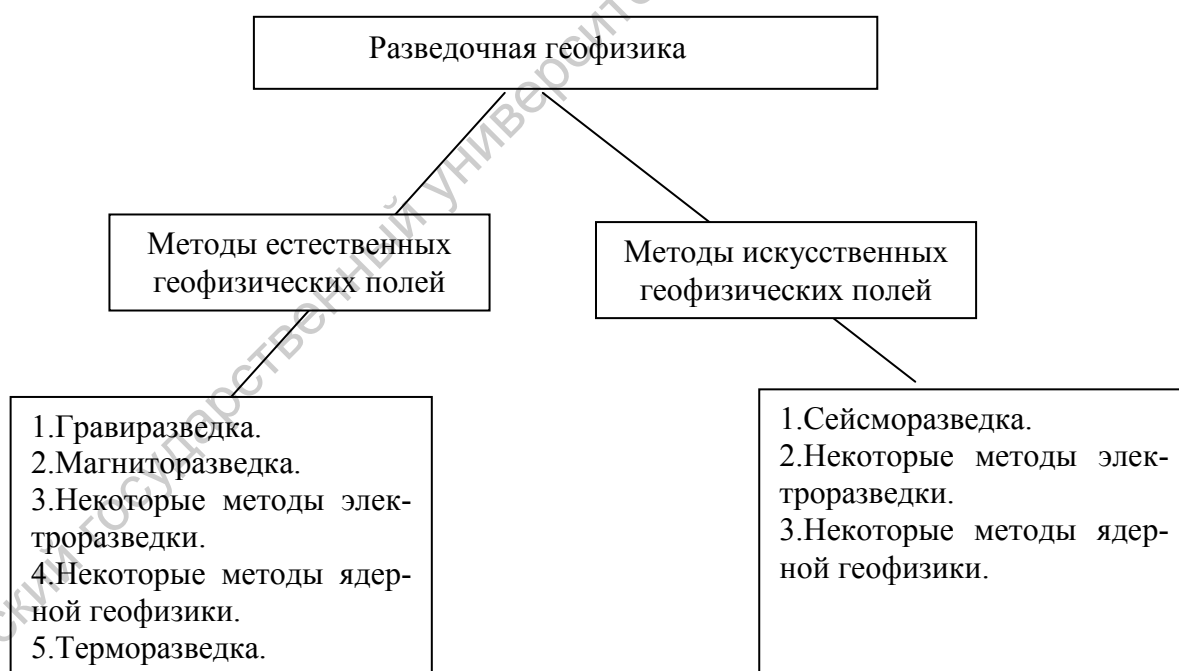 Разведочная геофизика
Методы естественных
геофизических полей
Методы искусственных
геофизических полей
1.Гравиразведка.
2.Магниторазведка.
3.Некоторые методы элек-
троразведки.
4.Некоторые методы ядер-
ной геофизики.
5.Терморазведка.
1.Сейсморазведка.
2.Некоторые методы элек-
троразведки.
3.Некоторые методы ядер-
ной геофизики.
государственный